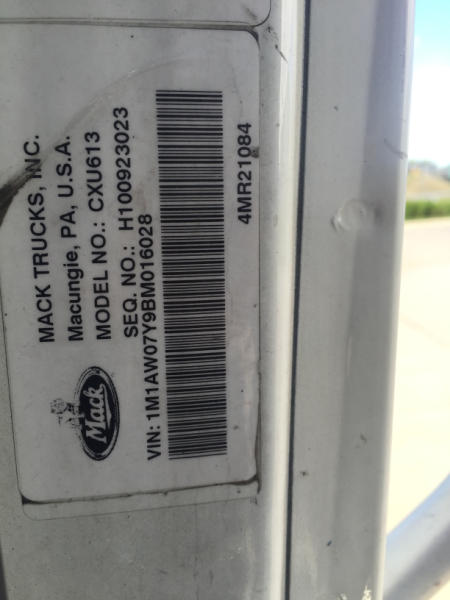 MACK TRUCKS, INC.
Macungie, PA, U.S.A.
MODEL NO.: CXU613
SEQ. NO.: H100923023
Mack
VIN: 1M1AW07Y9BM016028
4MR21084